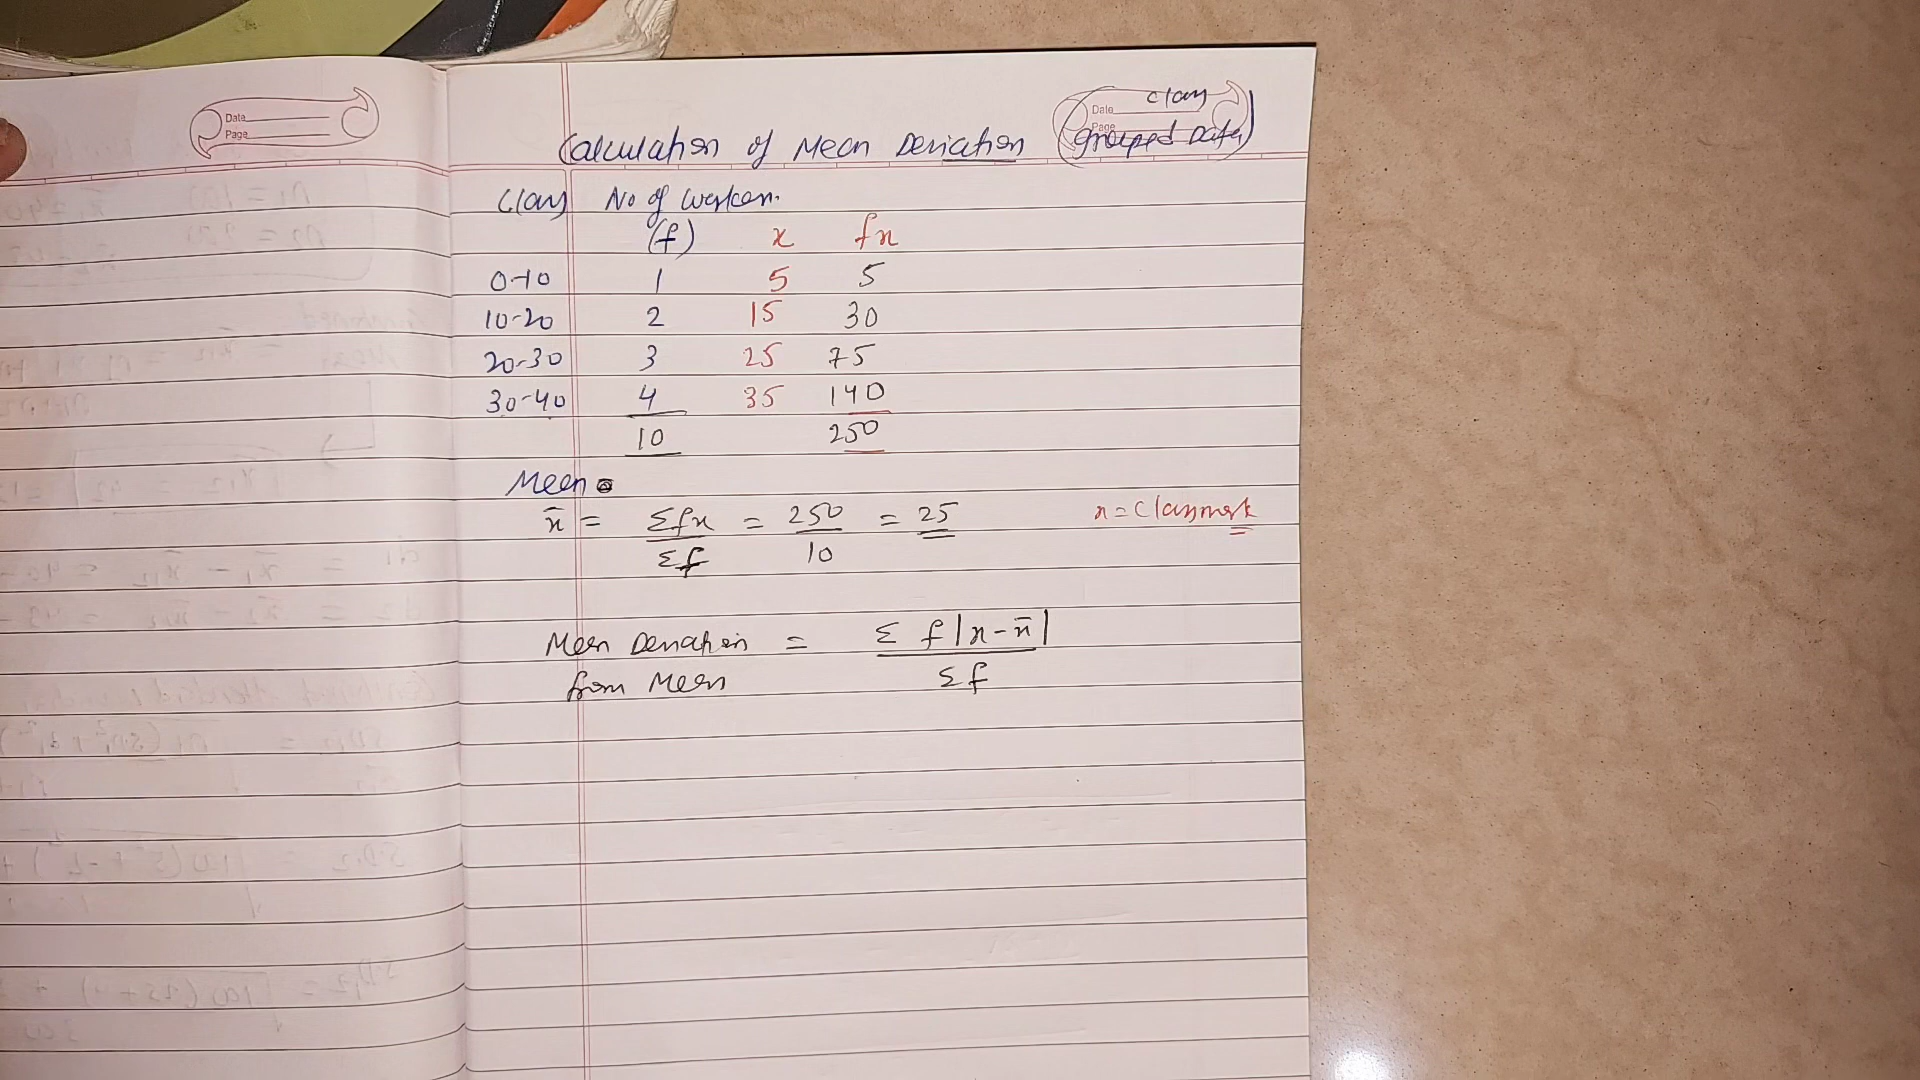 Date
Page
Date
Page
class
Calculation of Mean Deviation (grouped Data)
Class No of workers.
(f) x fx
0-10 1 5 5
10-20 2 15 30
20-30 3 25 75
30-40 4 35 140
10 250
Mean
x̄ = Σfx = 250 = 25
Σf 10
x = Classmark
Mean Deviation = Σ f|x-x̄|
from Mean Σf